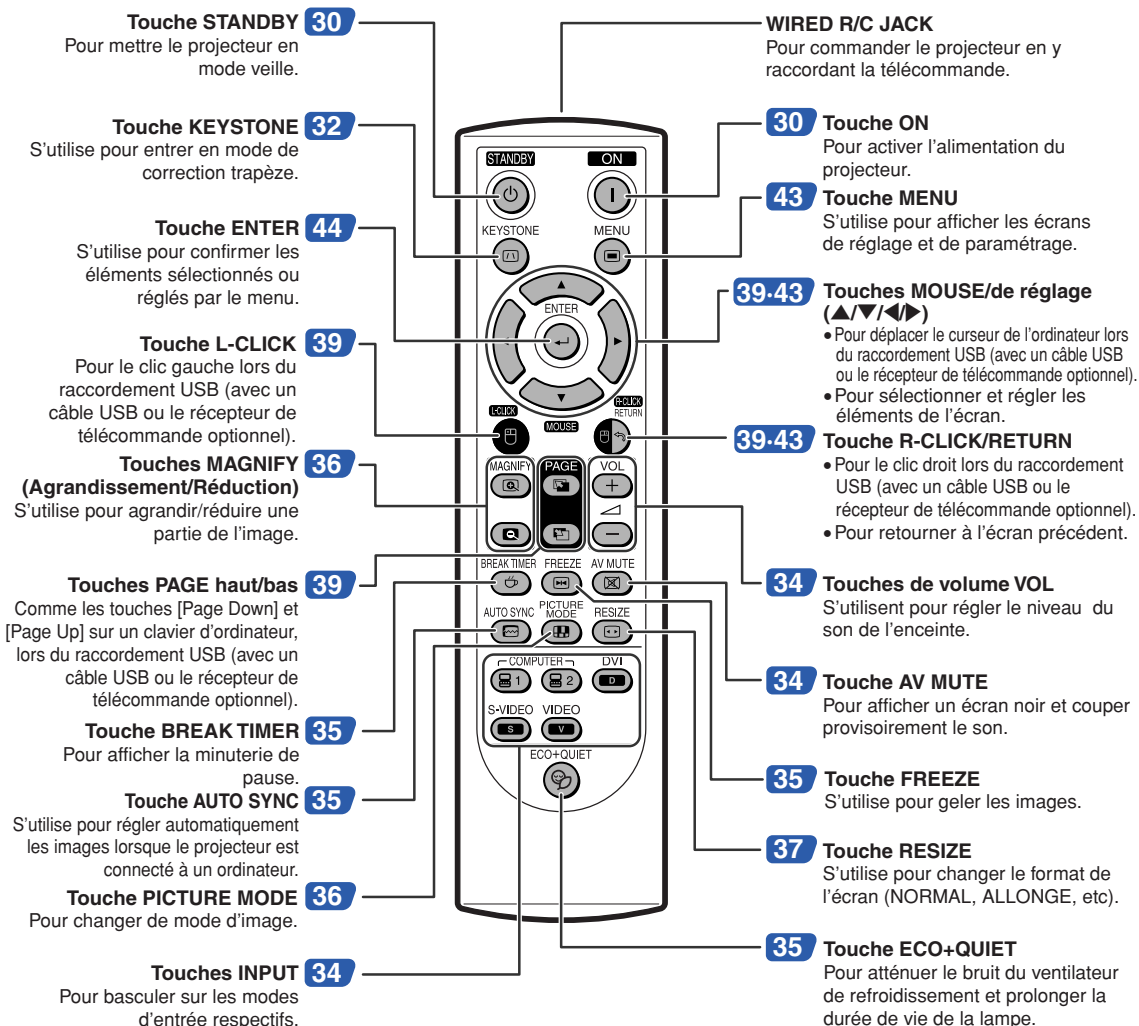 Touche STANDBY 30
Pour mettre le projecteur en
mode veille.
Touche KEYSTONE 32
S'utilise pour entrer en mode de
correction trapèze.
Touche ENTER 44
S'utilise pour confirmer les
éléments sélectionnés ou
réglés par le menu.
Touche L-CLICK 39
Pour le clic gauche lors du
raccordement USB (avec un
câble USB ou le récepteur de
télécommande optionnel).
Touches MAGNIFY 36
(Agrandissement/Réduction)
S'utilise pour agrandir/réduire une
partie de l'image.
Touches PAGE haut/bas 39
Comme les touches [Page Down] et
[Page Up] sur un clavier d'ordinateur,
lors du raccordement USB (avec un
câble USB ou le récepteur de
télécommande optionnel).
Touche BREAK TIMER 35
Pour afficher la minuterie de
pause.
Touche AUTO SYNC 35
S'utilise pour régler automatiquement
les images lorsque le projecteur est
connecté à un ordinateur.
Touche PICTURE MODE 36
Pour changer de mode d'image.
Touches INPUT 34
Pour basculer sur les modes
d'entrée respectifs.
STANDBY ON
KEYSTONE MENU
▲
ENTER
▼
L-CLICK R-CLICK
RETURN
MOUSE
MAGNIFY PAGE VOL
+
−
BREAK TIMER FREEZE AV MUTE
AUTO SYNC PICTURE
MODE RESIZE
COMPUTER DVI
1 2 D
S-VIDEO VIDEO
S V
ECO+QUIET
WIRED R/C JACK
Pour commander le projecteur en y
raccordant la télécommande.
30 Touche ON
Pour activer l'alimentation du
projecteur.
43 Touche MENU
S'utilise pour afficher les écrans
de réglage et de paramétrage.
39·43 Touches MOUSE/de réglage
(▲/▼/◀/▶)
• Pour déplacer le curseur de l'ordinateur lors
du raccordement USB (avec un câble USB
ou le récepteur de télécommande optionnel).
• Pour sélectionner et régler les
éléments de l'écran.
39·43 Touche R-CLICK/RETURN
• Pour le clic droit lors du raccordement
USB (avec un câble USB ou le
récepteur de télécommande optionnel).
• Pour retourner à l'écran précédent.
34 Touches de volume VOL
S'utilisent pour régler le niveau du
son de l'enceinte.
34 Touche AV MUTE
Pour afficher un écran noir et couper
provisoirement le son.
35 Touche FREEZE
S'utilise pour geler les images.
37 Touche RESIZE
S'utilise pour changer le format de
l'écran (NORMAL, ALLONGE, etc).
35 Touche ECO+QUIET
Pour atténuer le bruit du ventilateur
de refroidissement et prolonger la
durée de vie de la lampe.